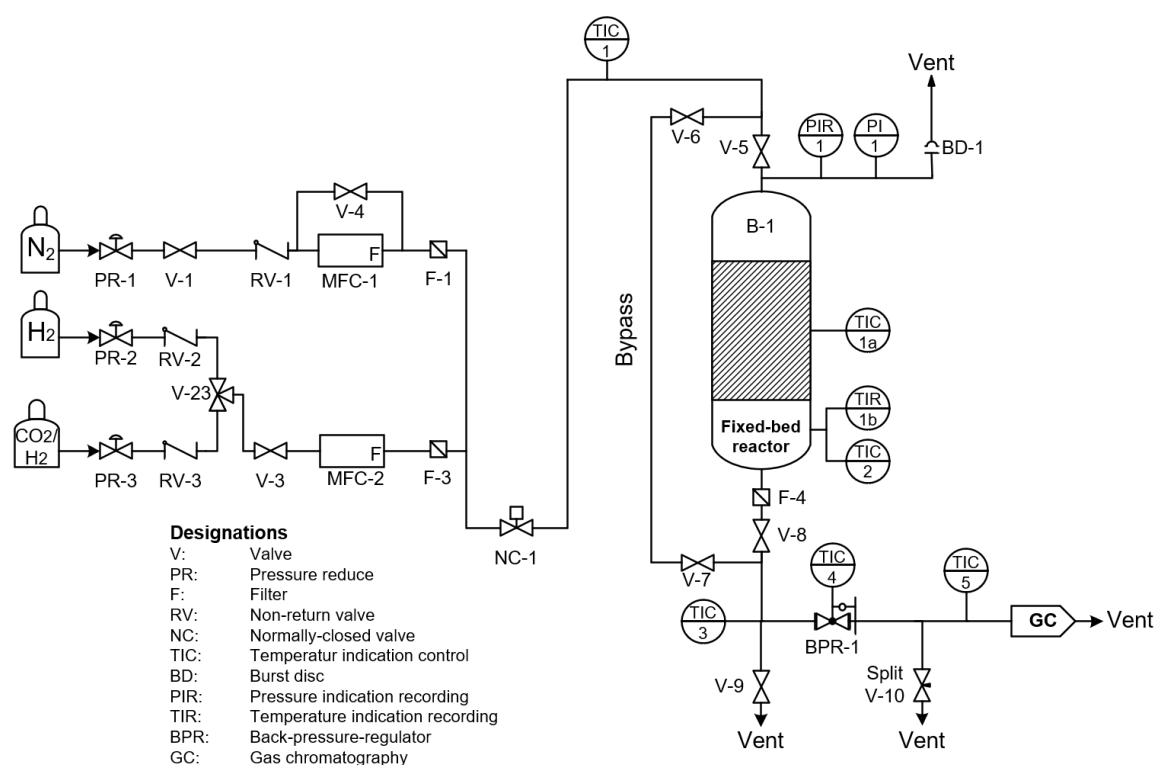 TIC
1
Vent
V-6
V-5
PIR
1
PI
1
BD-1
V-4
B-1
N2
F
PR-1
V-1
RV-1
MFC-1
F-1
H2
Bypass
TIC
1a
PR-2
RV-2
V-23
CO2/
H2
F
Fixed-bed
reactor
TIR
1b
TIC
2
PR-3
RV-3
V-3
MFC-2
F-3
F-4
V-8
NC-1
V-7
TIC
4
TIC
5
TIC
3
BPR-1
GC
Vent
V-9
Split
V-10
Vent
Vent
Designations
V: Valve
PR: Pressure reduce
F: Filter
RV: Non-return valve
NC: Normally-closed valve
TIC: Temperatur indication control
BD: Burst disc
PIR: Pressure indication recording
TIR: Temperature indication recording
BPR: Back-pressure-regulator
GC: Gas chromatography